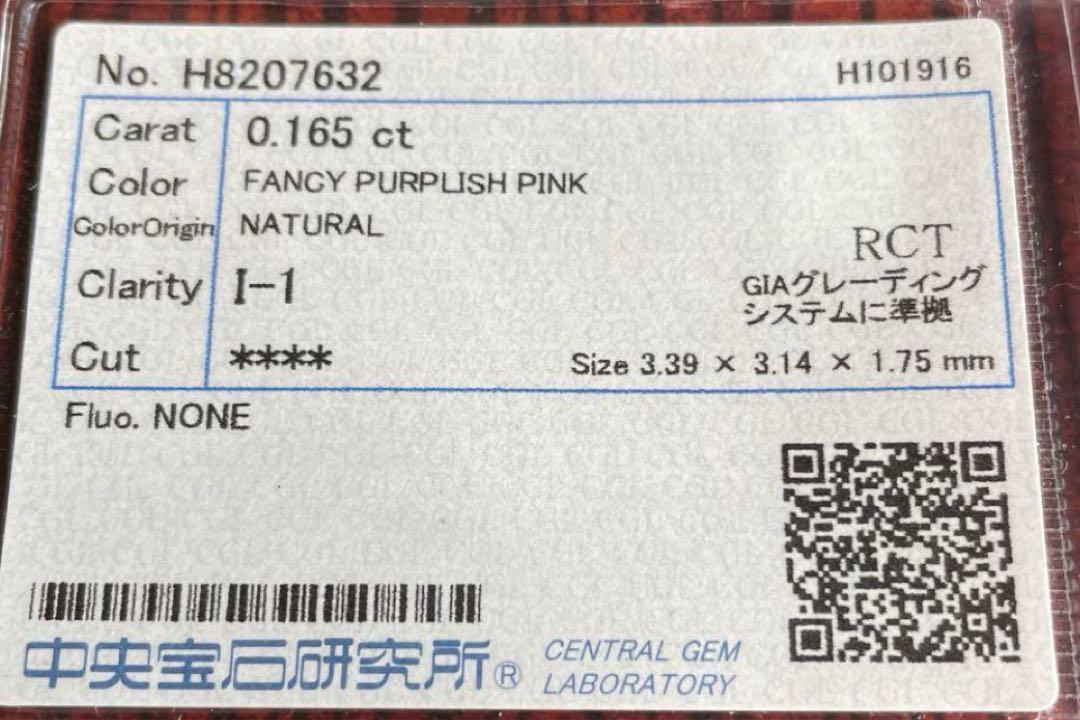 No. H8207632 H101916
Carat 0.165 ct
Color FANCY PURPLISH PINK
ColorOrigin NATURAL
RCT
Clarity I-1
GIAグレーディング
システムに準拠
Cut **** Size 3.39 × 3.14 × 1.75 mm
Fluo. NONE
中央宝石研究所® CENTRAL GEM
LABORATORY